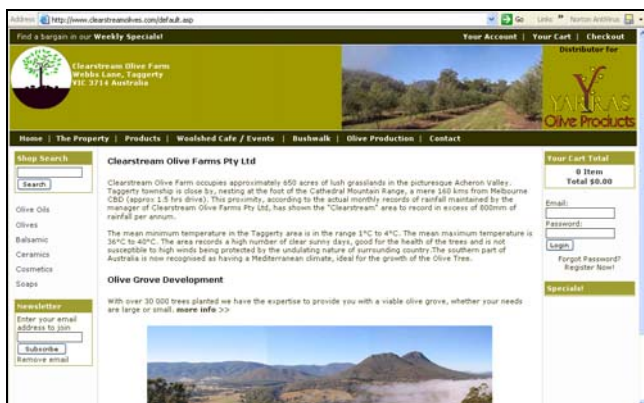 Address http://www.clearstreamolives.com/default.asp Go Links Norton AntiVirus
Find a bargain in our Weekly Specials! Your Account | Your Cart | Checkout
Clearstream Olive Farm
Webbs Lane, Taggerty
VIC 3714 Australia
Distributor for
YARRAS
Olive Products
Home | The Property | Products | Woolshed Cafe / Events | Bushwalk | Olive Production | Contact
Shop Search
Search
Olive Oils
Olives
Balsamic
Ceramics
Cosmetics
Soaps
Newsletter
Enter your email
address to join
Subscribe
Remove email
Clearstream Olive Farms Pty Ltd
Clearstream Olive Farm occupies approximately 650 acres of lush grasslands in the picturesque Acheron Valley.
Taggerty township is close by, nesting at the foot of the Cathedral Mountain Range, a mere 160 kms from Melbourne
CBD (approx 1.5 hrs drive). This proximity, according to the actual monthly records of rainfall maintained by the
manager of Clearstream Olive Farms Pty Ltd, has shown the "Clearstream" area to record in excess of 800mm of
rainfall per annum.
The mean minimum temperature in the Taggerty area is in the range 1°C to 4°C. The mean maximum temperature is
36°C to 40°C. The area records a high number of clear sunny days, good for the health of the trees and is not
susceptible to high winds being protected by the undulating nature of surrounding country.The southern part of
Australia is now recognised as having a Mediterranean climate, ideal for the growth of the Olive Tree.
Olive Grove Development
With over 30 000 trees planted we have the expertise to provide you with a viable olive grove, whether your needs
are large or small. more info >>
Your Cart Total
0 Item
Total $0.00
Email:
Password:
Login
Forgot Password?
Register Now!
Specials!